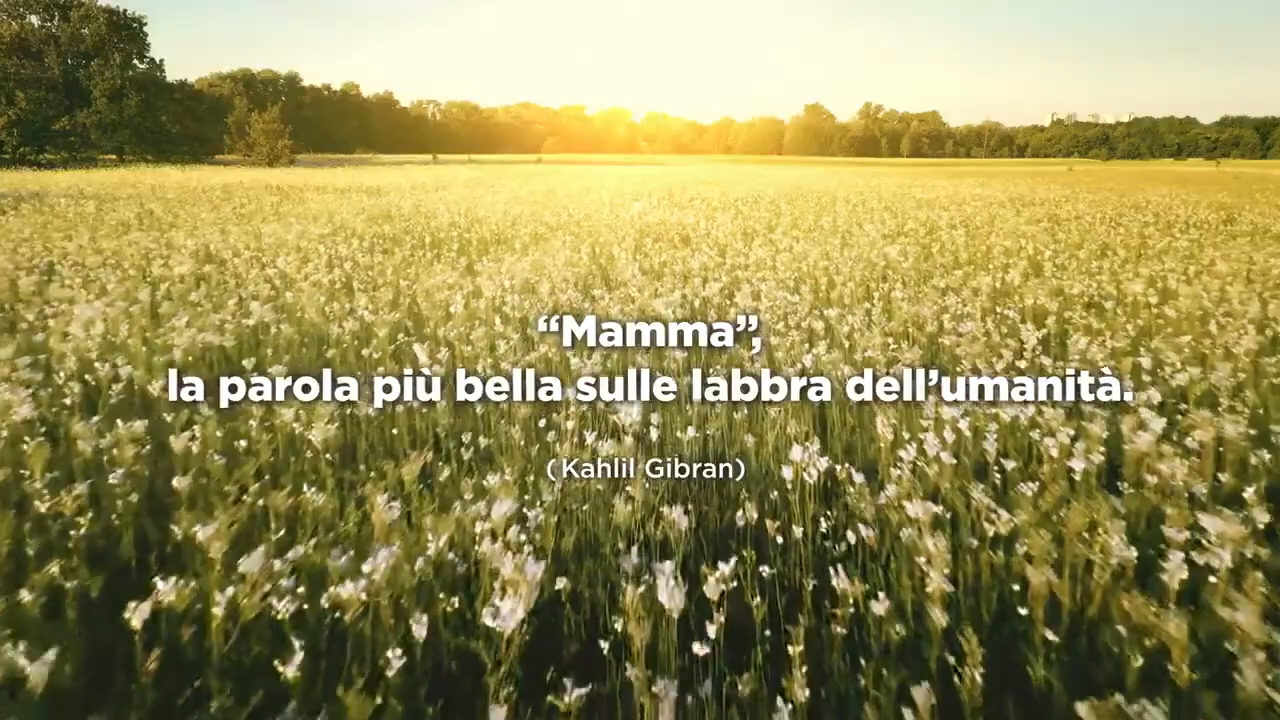 “Mamma”,
la parola più bella sulle labbra dell’umanità.
(Kahlil Gibran)